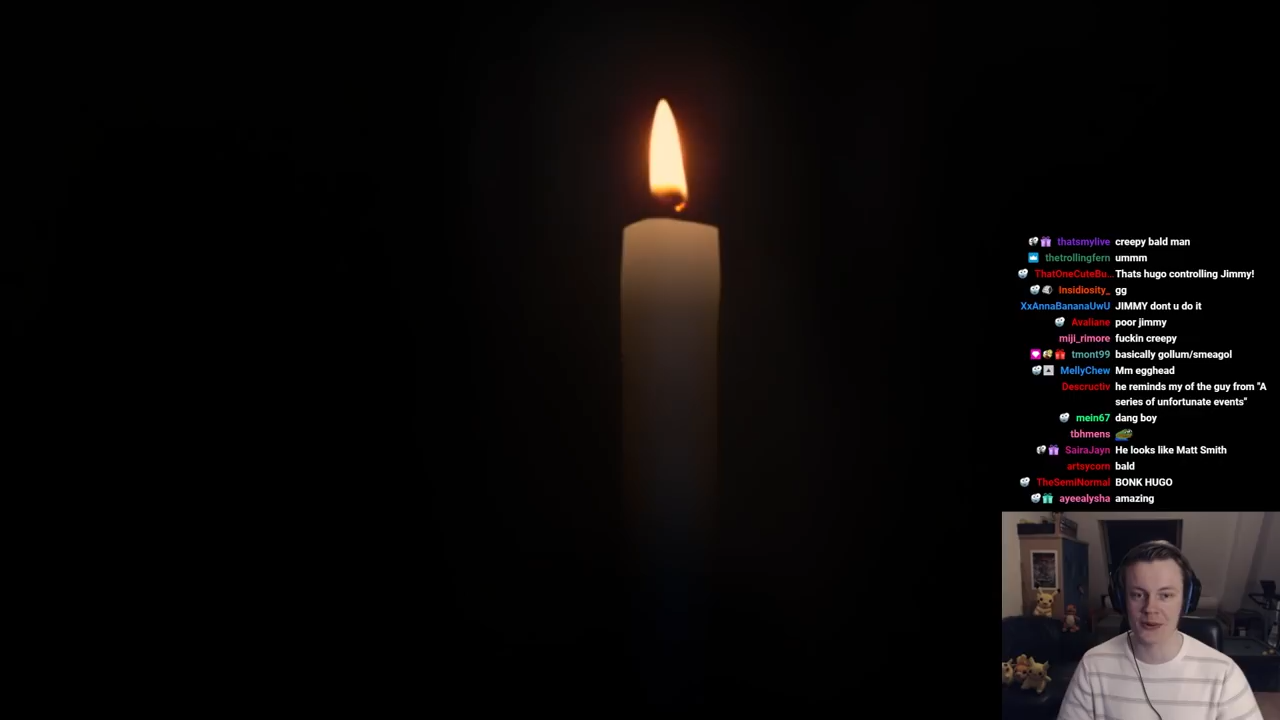 thatsmylive creepy bald man
thetrollingfern ummm
ThatOneCuteBu... Thats hugo controlling Jimmy!
Insidiosity_ gg
XxAnnaBananaUwU JIMMY dont u do it
Avaliane poor jimmy
miji_rimore fuckin creepy
tmont99 basically gollum/smeagol
MellyChew Mm egghead
Descructiv he reminds my of the guy from "A
series of unfortunate events"
mein67 dang boy
tbhmens
SairaJayn He looks like Matt Smith
artsycorn bald
TheSemiNormal BONK HUGO
ayeealysha amazing